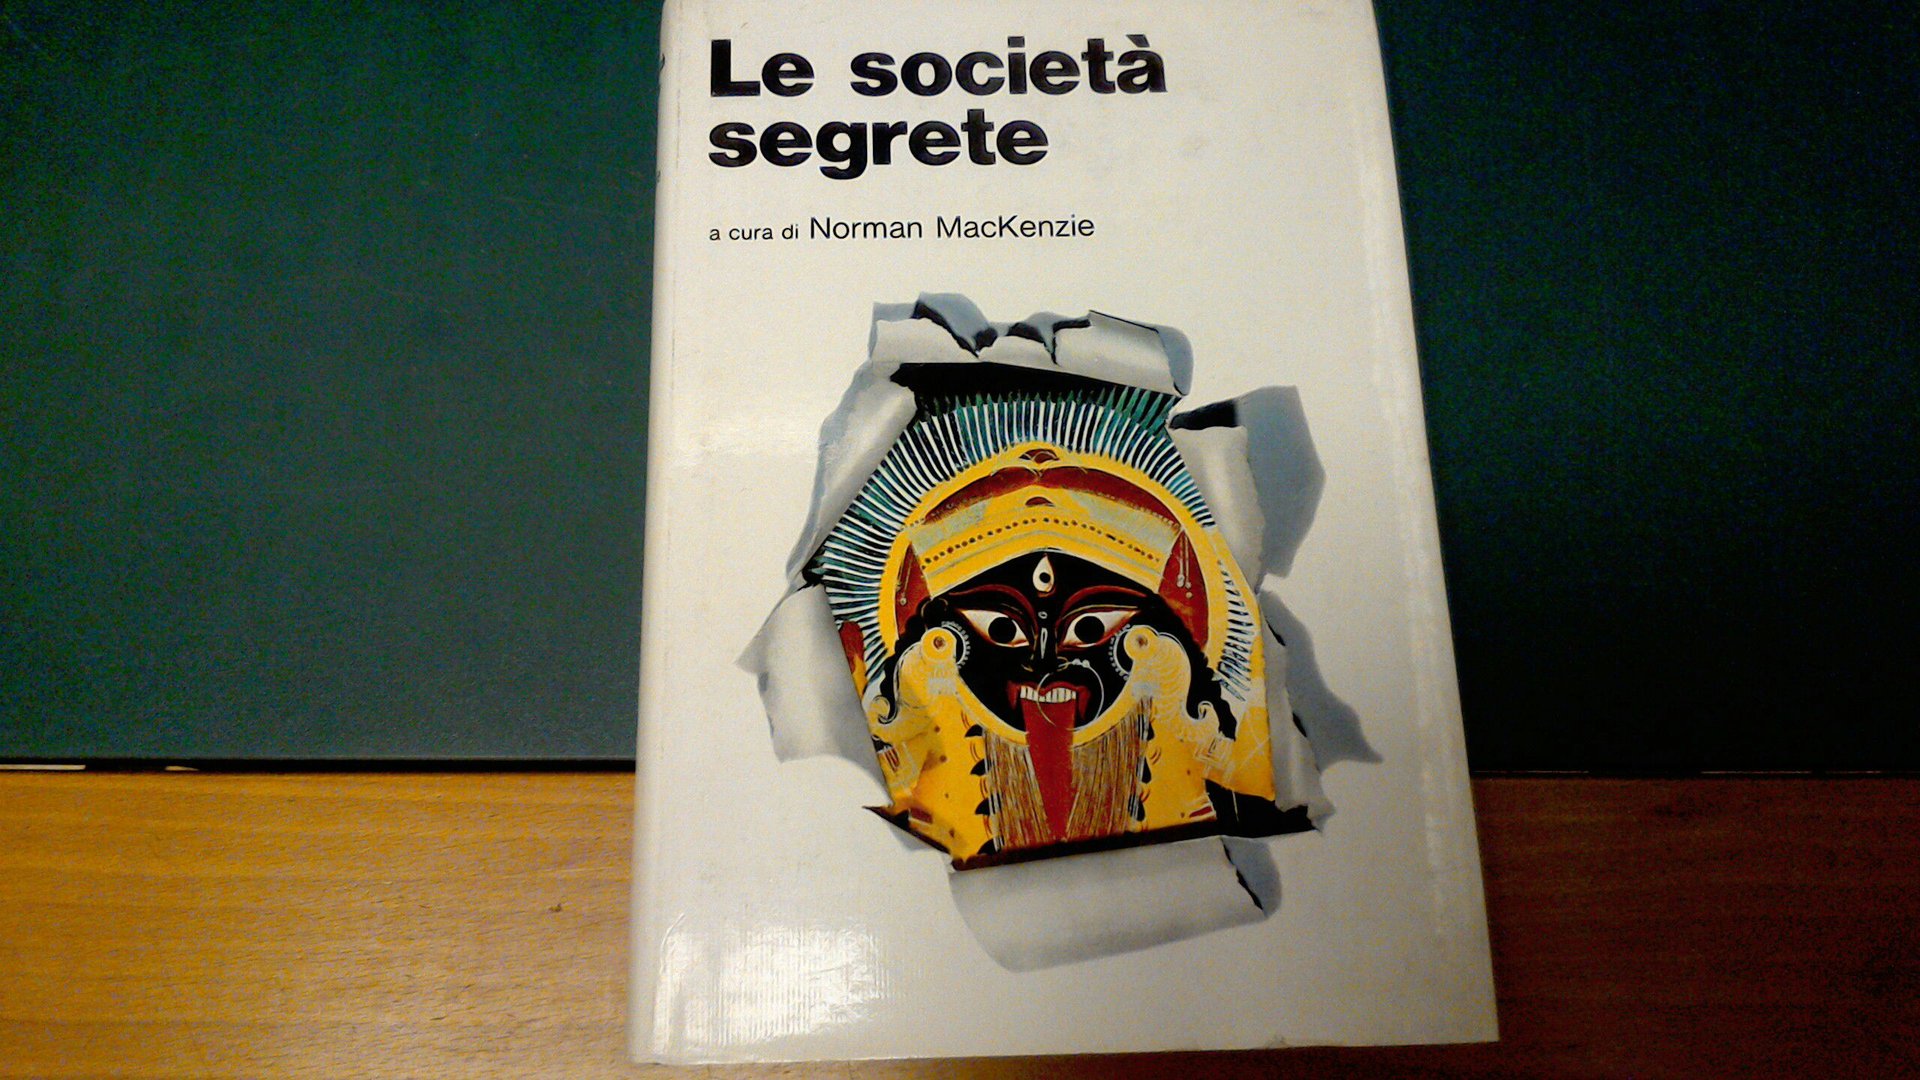 Le società
segrete
a cura di Norman MacKenzie